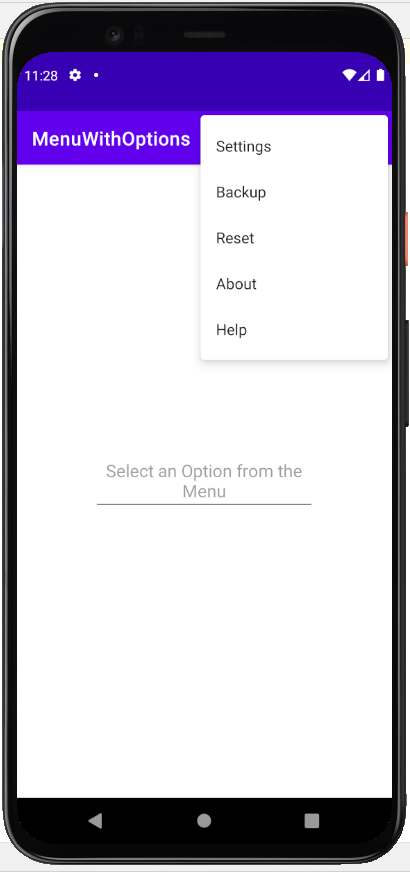 11:28
MenuWithOptions
Settings
Backup
Reset
About
Help
Select an Option from the
Menu